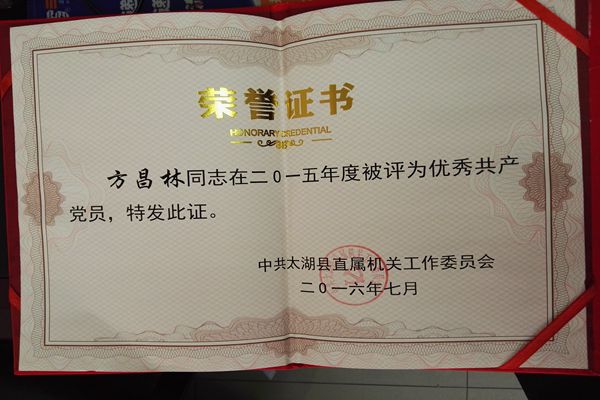 荣誉证书
HONORARY CREDENTIAL
方昌林同志在二0一五年度被评为优秀共产
党员，特发此证。
中共太湖县直属机关工作委员会
二0一六年七月